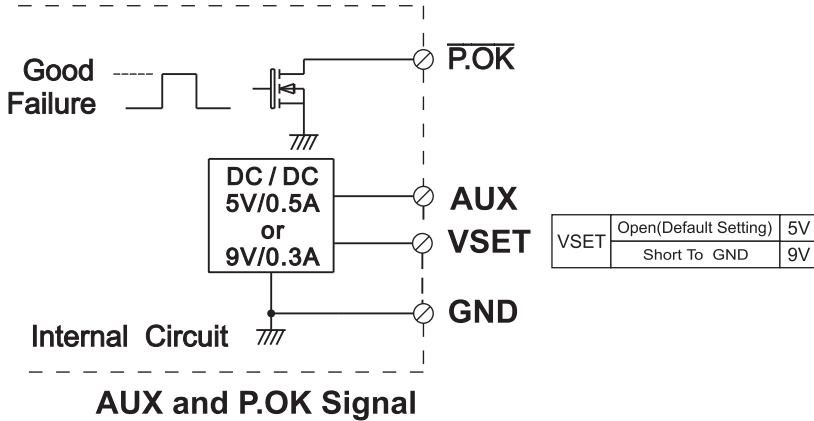 P.OK
Good
Failure
DC / DC
5V/0.5A
or
9V/0.3A
AUX
VSET
GND
VSET Open(Default Setting) 5V
Short To GND 9V
Internal Circuit
AUX and P.OK Signal